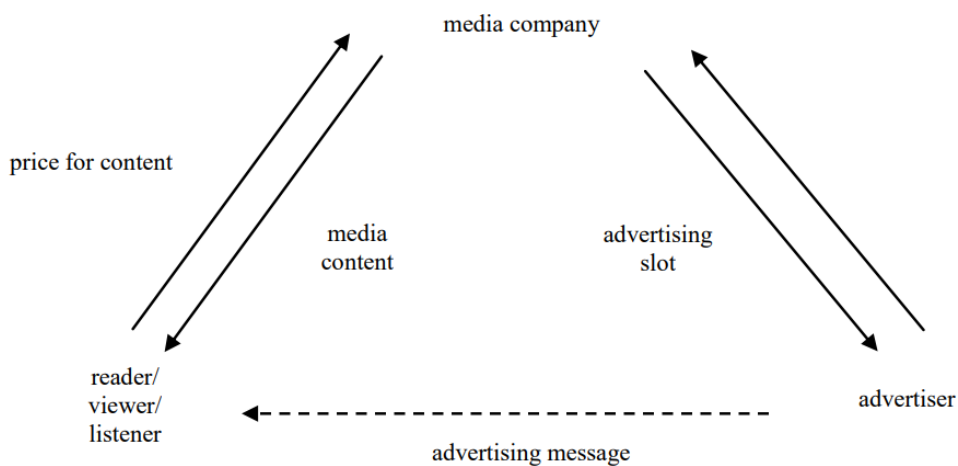 media company
price for content
media
content
advertising
slot
reader/
viewer/
listener
advertiser
advertising message